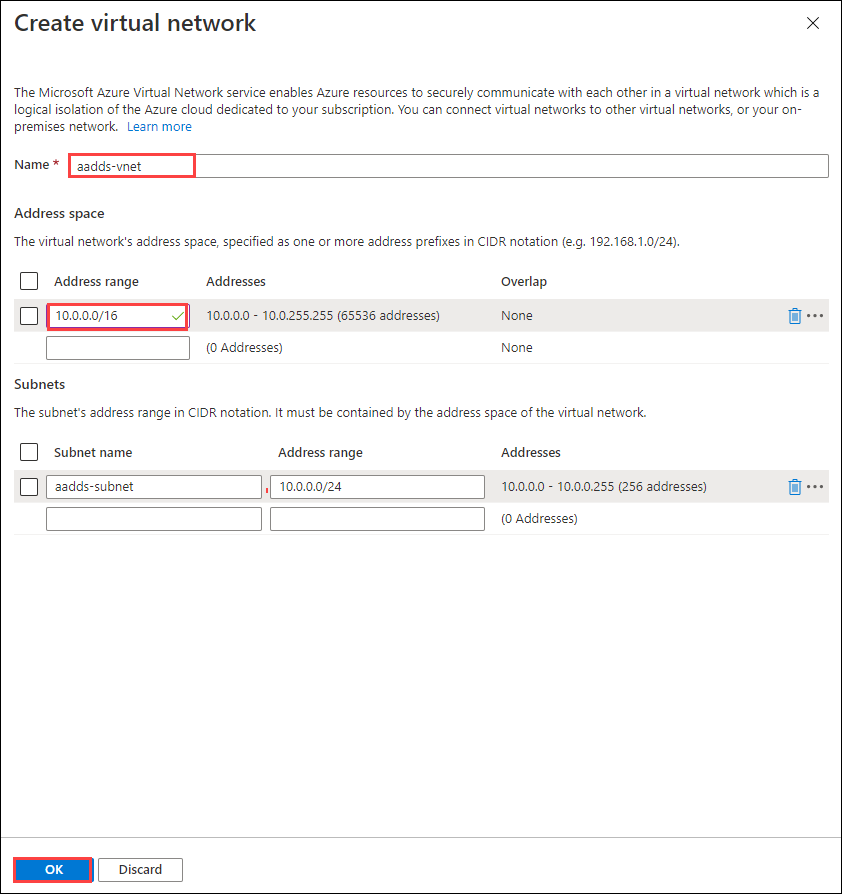 Create virtual network
The Microsoft Azure Virtual Network service enables Azure resources to securely communicate with each other in a virtual network which is a
logical isolation of the Azure cloud dedicated to your subscription. You can connect virtual networks to other virtual networks, or your on-
premises network. Learn more
Name * aadds-vnet
Address space
The virtual network's address space, specified as one or more address prefixes in CIDR notation (e.g. 192.168.1.0/24).
Address range Addresses Overlap
10.0.0.0/16 10.0.0.0 - 10.0.255.255 (65536 addresses) None
(0 Addresses) None
Subnets
The subnet's address range in CIDR notation. It must be contained by the address space of the virtual network.
Subnet name Address range Addresses
aadds-subnet 10.0.0.0/24 10.0.0.0 - 10.0.0.255 (256 addresses)
(0 Addresses)
OK Discard